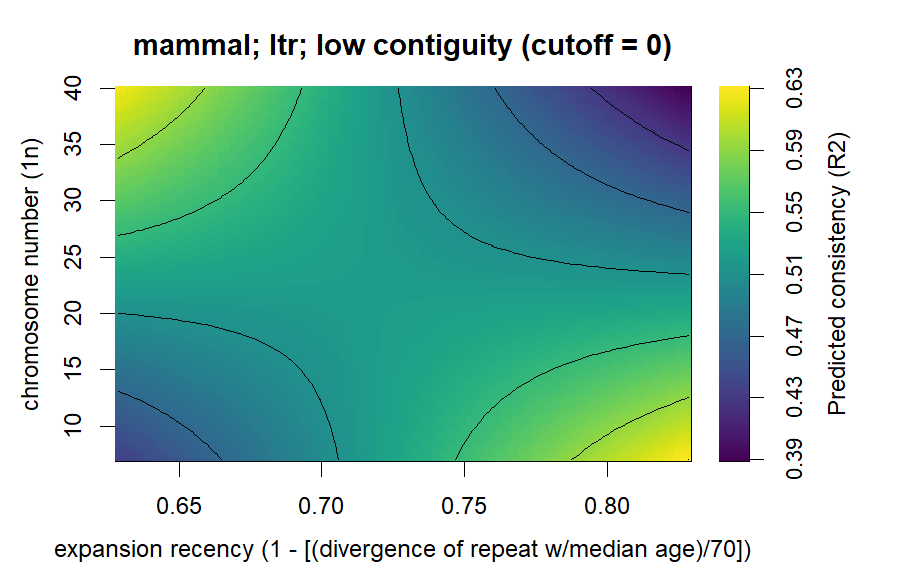 mammal; ltr; low contiguity (cutoff = 0)
chromosome number (1n)
40
35
30
25
20
15
10
0.65 0.70 0.75 0.80
expansion recency (1 - [(divergence of repeat w/median age)/70])
0.63
0.59
0.55
0.51
0.47
0.43
0.39
Predicted consistency (R2)